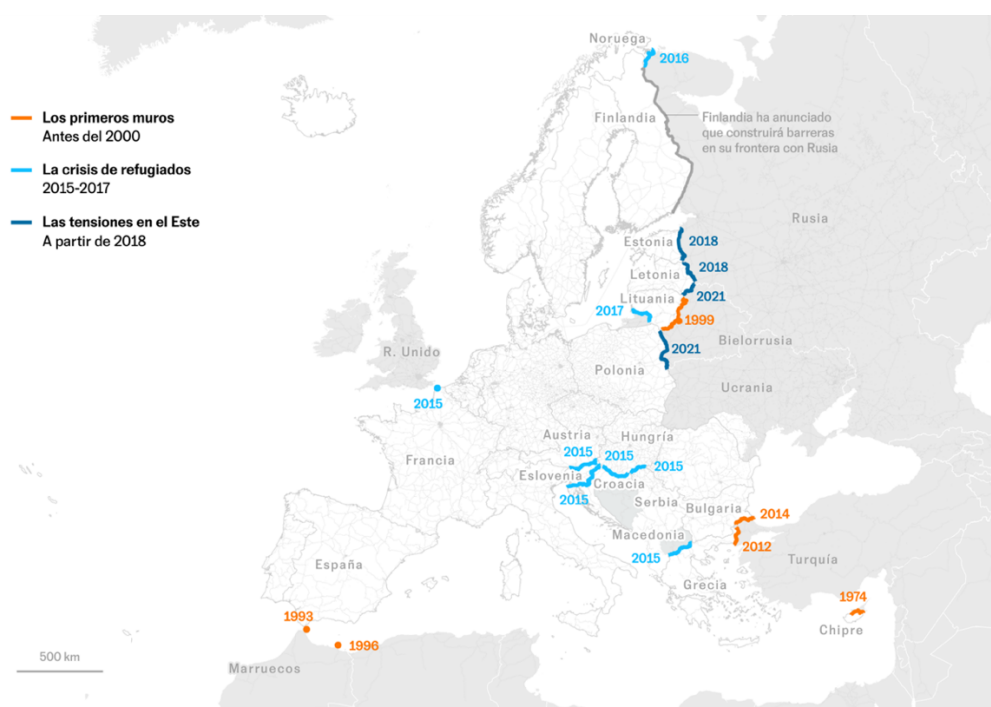 Noruega
2016
Los primeros muros
Antes del 2000
Finlandia
Finlandia ha anunciado
que construirá barreras
en su frontera con Rusia
La crisis de refugiados
2015-2017
Las tensiones en el Este
A partir de 2018
Rusia
Estonia
2018
2018
Letonia
2021
Lituania
2017
1999
Bielorrusia
2021
R. Unido
Polonia
Ucrania
2015
Austria
Hungría
2015
2015
2015
Francia
Eslovenia
Croacia
2015
Serbia
Bulgaria
2014
Macedonia
2012
2015
Turquía
España
Grecia
1974
1993
Chipre
1996
500 km
Marruecos